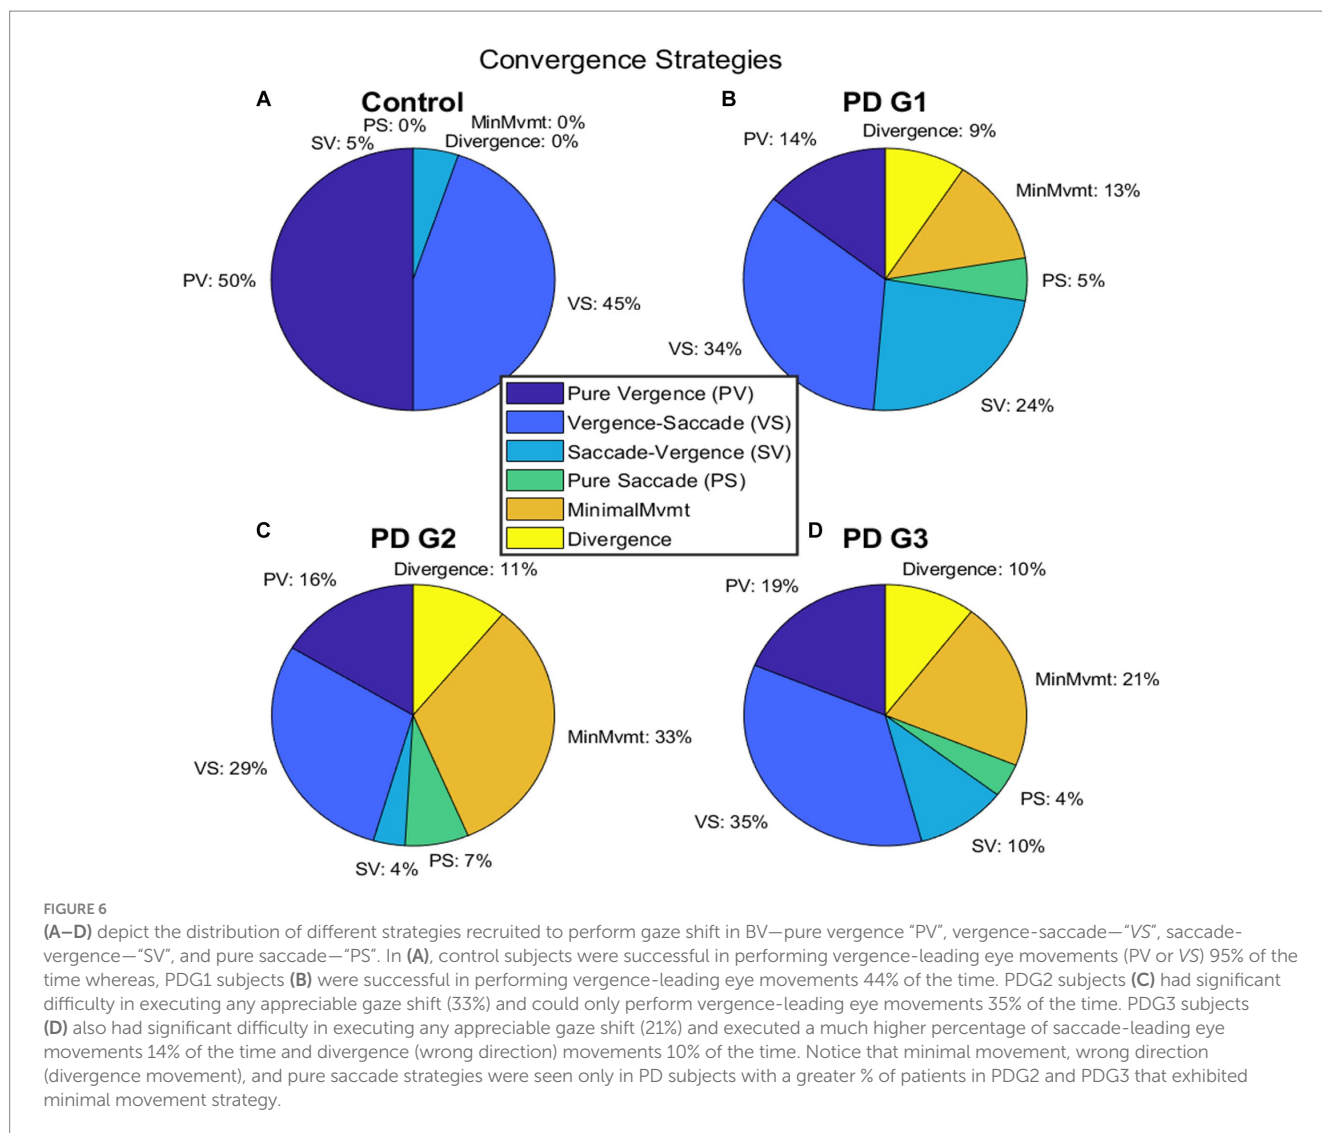 Convergence Strategies
A
Control
PS: 0%
MinMvmt: 0%
SV: 5%
Divergence: 0%
PV: 50%
VS: 45%
B
PD G1
PV: 14%
Divergence: 9%
MinMvmt: 13%
PS: 5%
VS: 34%
SV: 24%
Pure Vergence (PV)
Vergence-Saccade (VS)
Saccade-Vergence (SV)
Pure Saccade (PS)
MinimalMvmt
Divergence
C
PD G2
PV: 16%
Divergence: 11%
MinMvmt: 33%
VS: 29%
SV: 4%
PS: 7%
D
PD G3
PV: 19%
Divergence: 10%
MinMvmt: 21%
PS: 4%
VS: 35%
SV: 10%
FIGURE 6
(A–D) depict the distribution of different strategies recruited to perform gaze shift in BV—pure vergence "PV", vergence-saccade—"VS", saccade-
vergence—"SV", and pure saccade—"PS". In (A), control subjects were successful in performing vergence-leading eye movements (PV or VS) 95% of the
time whereas, PDG1 subjects (B) were successful in performing vergence-leading eye movements 44% of the time. PDG2 subjects (C) had significant
difficulty in executing any appreciable gaze shift (33%) and could only perform vergence-leading eye movements 35% of the time. PDG3 subjects
(D) also had significant difficulty in executing any appreciable gaze shift (21%) and executed a much higher percentage of saccade-leading eye
movements 14% of the time and divergence (wrong direction) movements 10% of the time. Notice that minimal movement, wrong direction
(divergence movement), and pure saccade strategies were seen only in PD subjects with a greater % of patients in PDG2 and PDG3 that exhibited
minimal movement strategy.